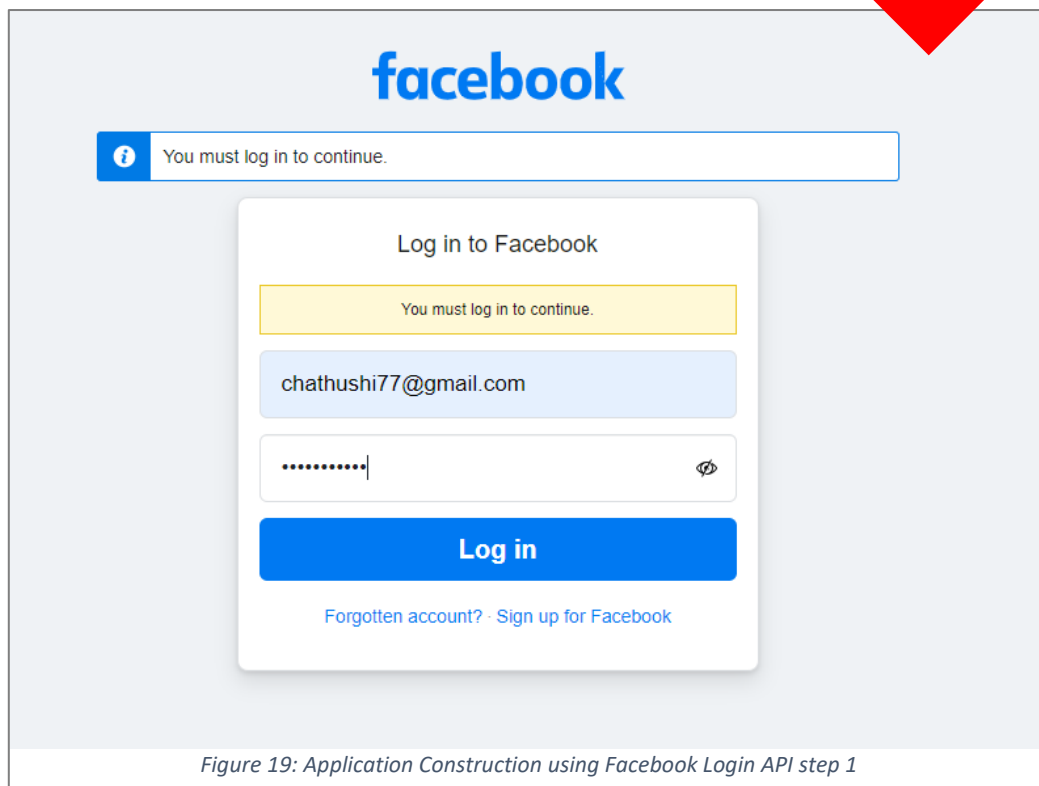 facebook
You must log in to continue.
Log in to Facebook
You must log in to continue.
chathushi77@gmail.com
•••••••••••
Log in
Forgotten account? · Sign up for Facebook
Figure 19: Application Construction using Facebook Login API step 1